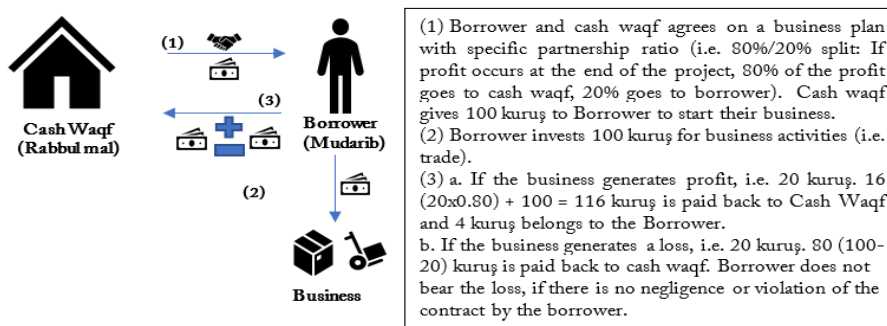 (1)
(3)
Cash Waqf
(Rabbul mal)
Borrower
(Mudarib)
(2)
Business
(1) Borrower and cash waqf agrees on a business plan
with specific partnership ratio (i.e. 80%/20% split: If
profit occurs at the end of the project, 80% of the profit
goes to cash waqf, 20% goes to borrower). Cash waqf
gives 100 kuruş to Borrower to start their business.
(2) Borrower invests 100 kuruş for business activities (i.e.
trade).
(3) a. If the business generates profit, i.e. 20 kuruş. 16
(20x0.80) + 100 = 116 kuruş is paid back to Cash Waqf
and 4 kuruş belongs to the Borrower.
b. If the business generates a loss, i.e. 20 kuruş. 80 (100-
20) kuruş is paid back to cash waqf. Borrower does not
bear the loss, if there is no negligence or violation of the
contract by the borrower.